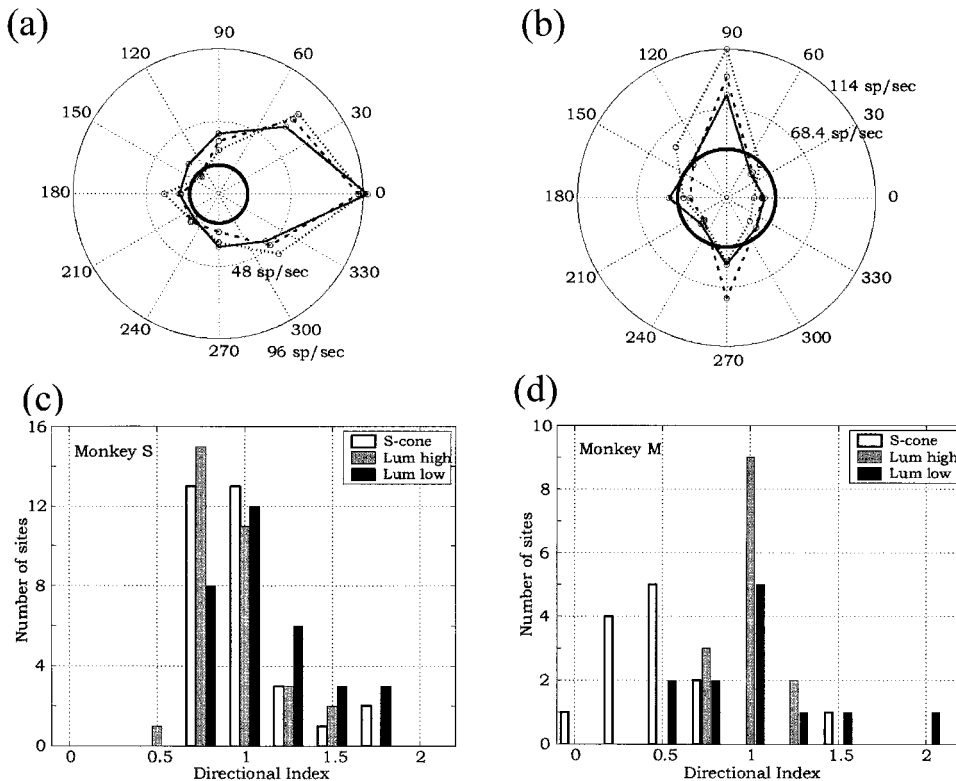 (a)
90
120
60
150
30
180
0
48 sp/sec
210
330
240
300
270
96 sp/sec
(b)
90
120
60
114 sp/sec
150
30
68.4 sp/sec
180
0
210
330
240
300
270
(c)
16
12
8
4
0
Number of sites
Monkey S
S-cone
Lum high
Lum low
0
0.5
1
1.5
2
Directional Index
(d)
10
8
6
4
2
0
Number of sites
Monkey M
S-cone
Lum high
Lum low
0
0.5
1
1.5
2
Directional Index